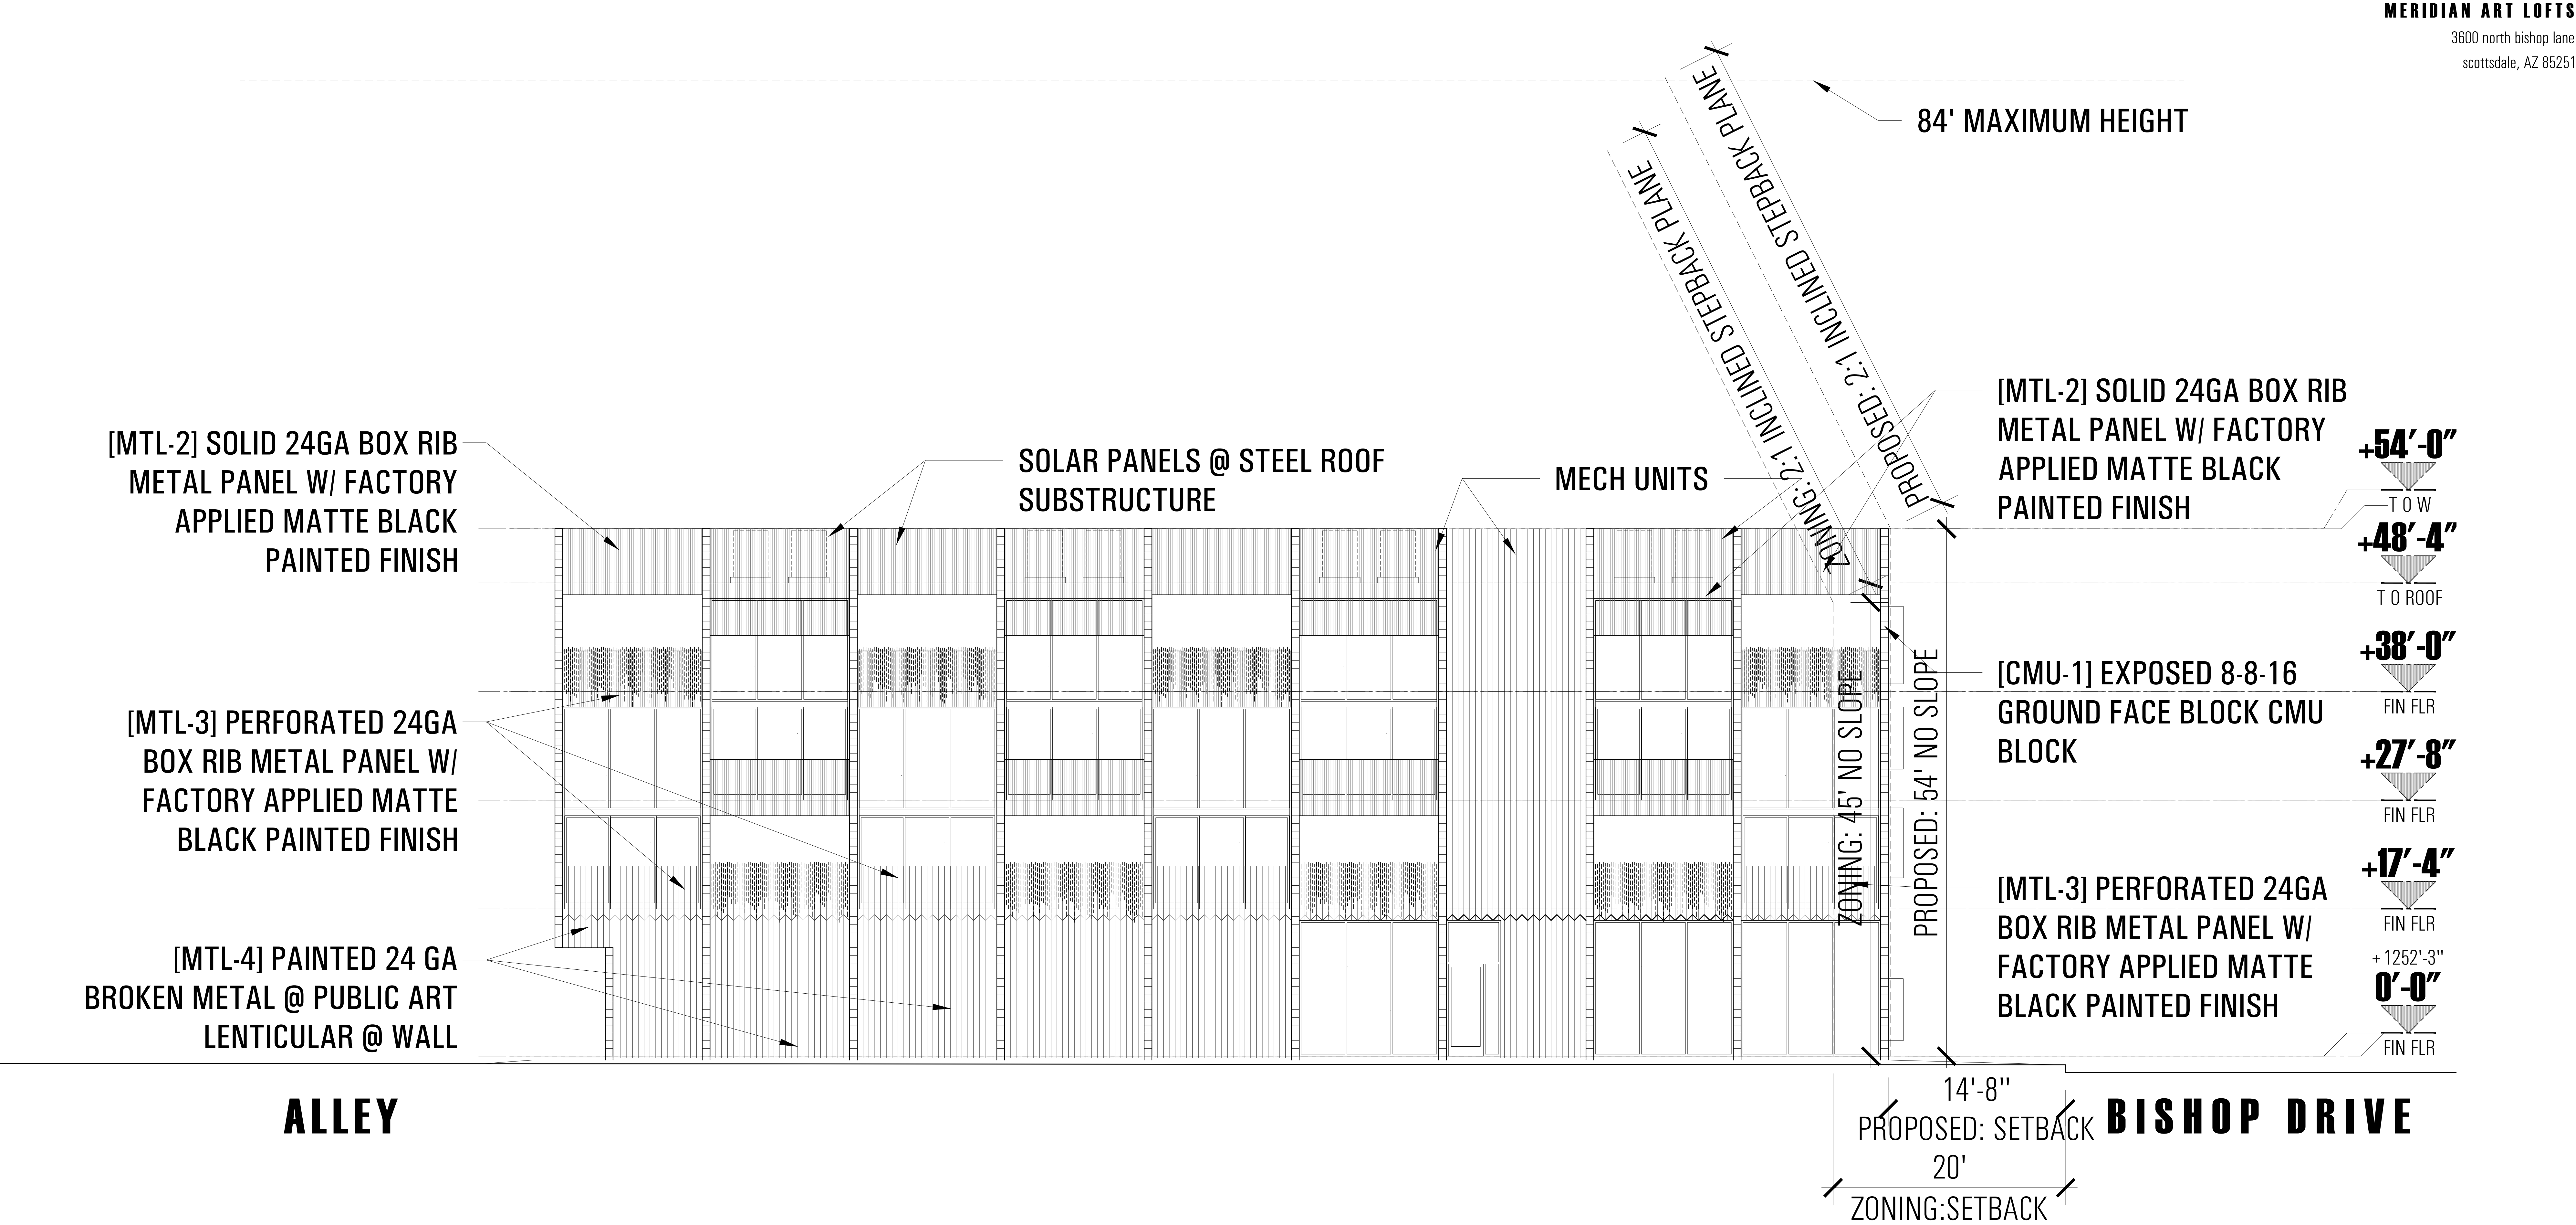 MERIDIAN ART LOFTS
3600 north bishop lane
scottsdale, AZ 85251
84' MAXIMUM HEIGHT
PROPOSED: 2:1 INCLINED STEPBACK PLANE
ZONING: 2:1 INCLINED STEPBACK PLANE
[MTL-2] SOLID 24GA BOX RIB
METAL PANEL W/ FACTORY
APPLIED MATTE BLACK
PAINTED FINISH
SOLAR PANELS @ STEEL ROOF
SUBSTRUCTURE
MECH UNITS
[MTL-2] SOLID 24GA BOX RIB
METAL PANEL W/ FACTORY
APPLIED MATTE BLACK
PAINTED FINISH
+54'-0"
T O W
+48'-4"
T O ROOF
+38'-0"
FIN FLR
+27'-8"
FIN FLR
+17'-4"
FIN FLR
+1252'-3"
0'-0"
FIN FLR
[MTL-3] PERFORATED 24GA
BOX RIB METAL PANEL W/
FACTORY APPLIED MATTE
BLACK PAINTED FINISH
[MTL-4] PAINTED 24 GA
BROKEN METAL @ PUBLIC ART
LENTICULAR @ WALL
ZONING: 45' NO SLOPE
PROPOSED: 54' NO SLOPE
[CMU-1] EXPOSED 8-8-16
GROUND FACE BLOCK CMU
BLOCK
[MTL-3] PERFORATED 24GA
BOX RIB METAL PANEL W/
FACTORY APPLIED MATTE
BLACK PAINTED FINISH
ALLEY
14'-8"
PROPOSED: SETBACK
20'
ZONING:SETBACK
BISHOP DRIVE